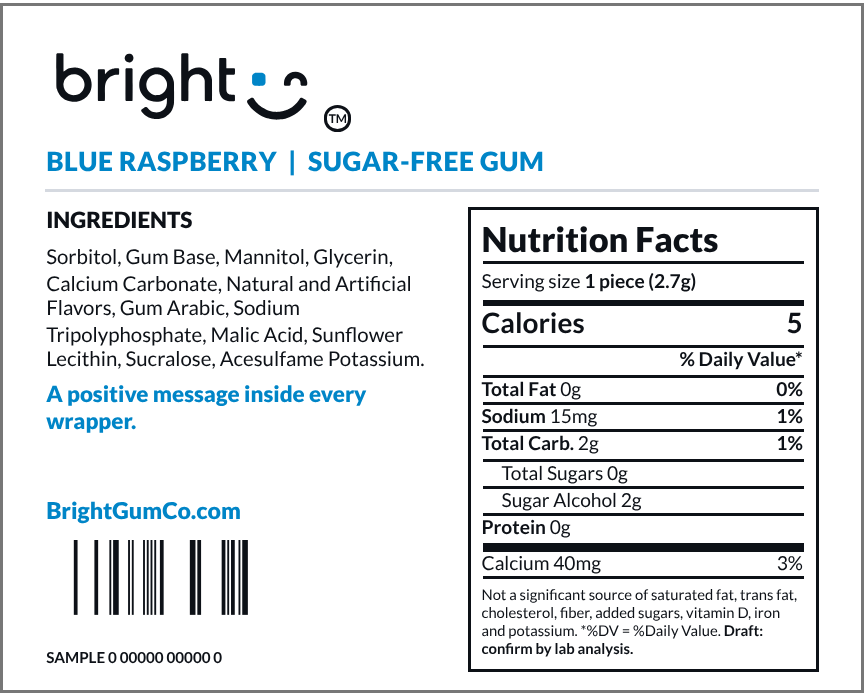 bright
TM
BLUE RASPBERRY | SUGAR-FREE GUM
INGREDIENTS
Sorbitol, Gum Base, Mannitol, Glycerin,
Calcium Carbonate, Natural and Artificial
Flavors, Gum Arabic, Sodium
Tripolyphosphate, Malic Acid, Sunflower
Lecithin, Sucralose, Acesulfame Potassium.
A positive message inside every
wrapper.
BrightGumCo.com
SAMPLE 0 00000 00000 0
Nutrition Facts
Serving size 1 piece (2.7g)
Calories 5
% Daily Value*
Total Fat 0g 0%
Sodium 15mg 1%
Total Carb. 2g 1%
Total Sugars 0g
Sugar Alcohol 2g
Protein 0g
Calcium 40mg 3%
Not a significant source of saturated fat, trans fat,
cholesterol, fiber, added sugars, vitamin D, iron
and potassium. *%DV = %Daily Value. Draft:
confirm by lab analysis.